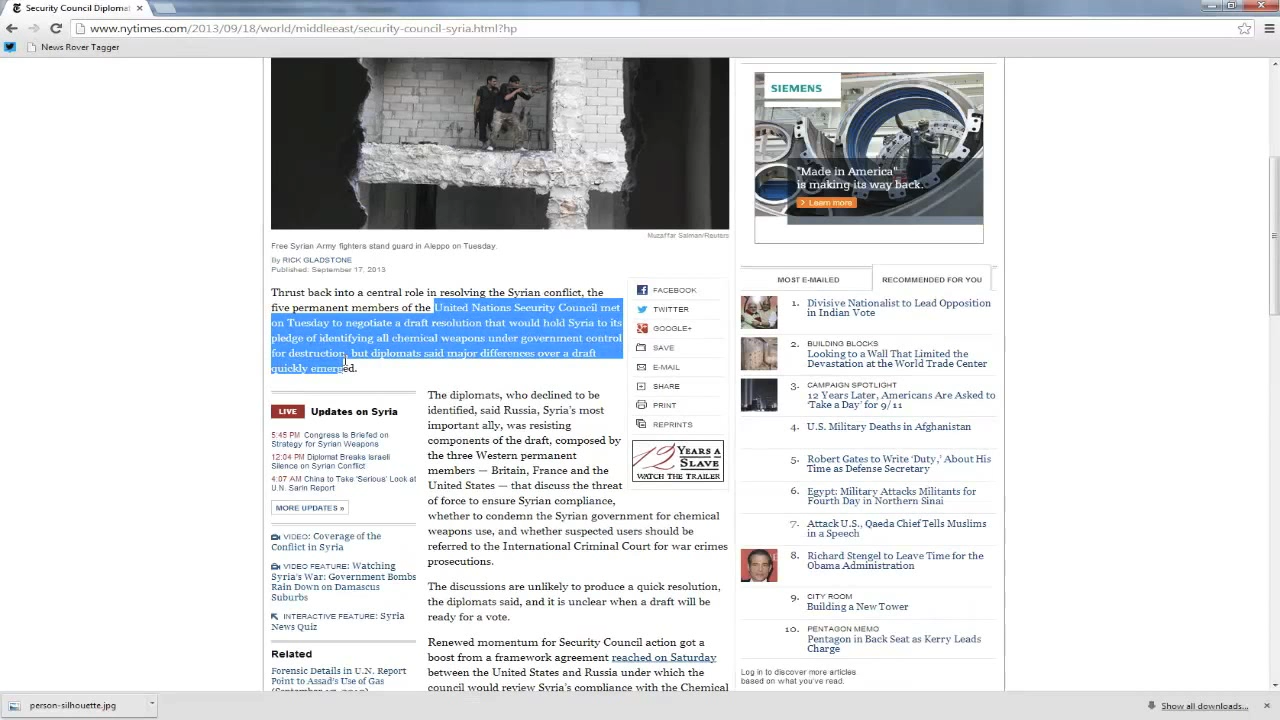 Security Council Diploma
www.nytimes.com/2013/09/18/world/middleeast/security-council-syria.html?hp
News Rover Tagger
Muzaffar Salman/Reuters
Free Syrian Army fighters stand guard in Aleppo on Tuesday.
By RICK GLADSTONE
Published: September 17, 2013
Thrust back into a central role in resolving the Syrian conflict, the
five permanent members of the United Nations Security Council met
on Tuesday to negotiate a draft resolution that would hold Syria to its
pledge of identifying all chemical weapons under government control
for destruction, but diplomats said major differences over a draft
quickly emerged.
FACEBOOK
TWITTER
GOOGLE+
SAVE
E-MAIL
SHARE
PRINT
REPRINTS
12 YEARS A
SLAVE
WATCH THE TRAILER
LIVE Updates on Syria
5:45 PM Congress Is Briefed on
Strategy for Syrian Weapons
12:04 PM Diplomat Breaks Israeli
Silence on Syrian Conflict
4:07 AM China to Take 'Serious' Look at
U.N. Sarin Report
MORE UPDATES »
VIDEO: Coverage of the
Conflict in Syria
VIDEO FEATURE: Watching
Syria's War: Government Bombs
Rain Down on Damascus
Suburbs
INTERACTIVE FEATURE: Syria
News Quiz
Related
Forensic Details in U.N. Report
Point to Assad's Use of Gas
The diplomats, who declined to be
identified, said Russia, Syria's most
important ally, was resisting
components of the draft, composed by
the three Western permanent
members — Britain, France and the
United States — that discuss the threat
of force to ensure Syrian compliance,
whether to condemn the Syrian government for chemical
weapons use, and whether suspected users should be
referred to the International Criminal Court for war crimes
prosecutions.
The discussions are unlikely to produce a quick resolution,
the diplomats said, and it is unclear when a draft will be
ready for a vote.
Renewed momentum for Security Council action got a
boost from a framework agreement reached on Saturday
between the United States and Russia under which the
council would review Syria's compliance with the Chemical
SIEMENS
"Made in America"
is making its way back.
> Learn more
MOST E-MAILED
RECOMMENDED FOR YOU
1. Divisive Nationalist to Lead Opposition
in Indian Vote
2. BUILDING BLOCKS
Looking to a Wall That Limited the
Devastation at the World Trade Center
3. CAMPAIGN SPOTLIGHT
12 Years Later, Americans Are Asked to
'Take a Day' for 9/11
4. U.S. Military Deaths in Afghanistan
5. Robert Gates to Write 'Duty,' About His
Time as Defense Secretary
6. Egypt: Military Attacks Militants for
Fourth Day in Northern Sinai
7. Attack U.S., Qaeda Chief Tells Muslims
in a Speech
8. Richard Stengel to Leave Time for the
Obama Administration
9. CITY ROOM
Building a New Tower
10. PENTAGON MEMO
Pentagon in Back Seat as Kerry Leads
Charge
Log in to discover more articles
based on what you've read.
person-silhouette.jpg
Show all downloads...